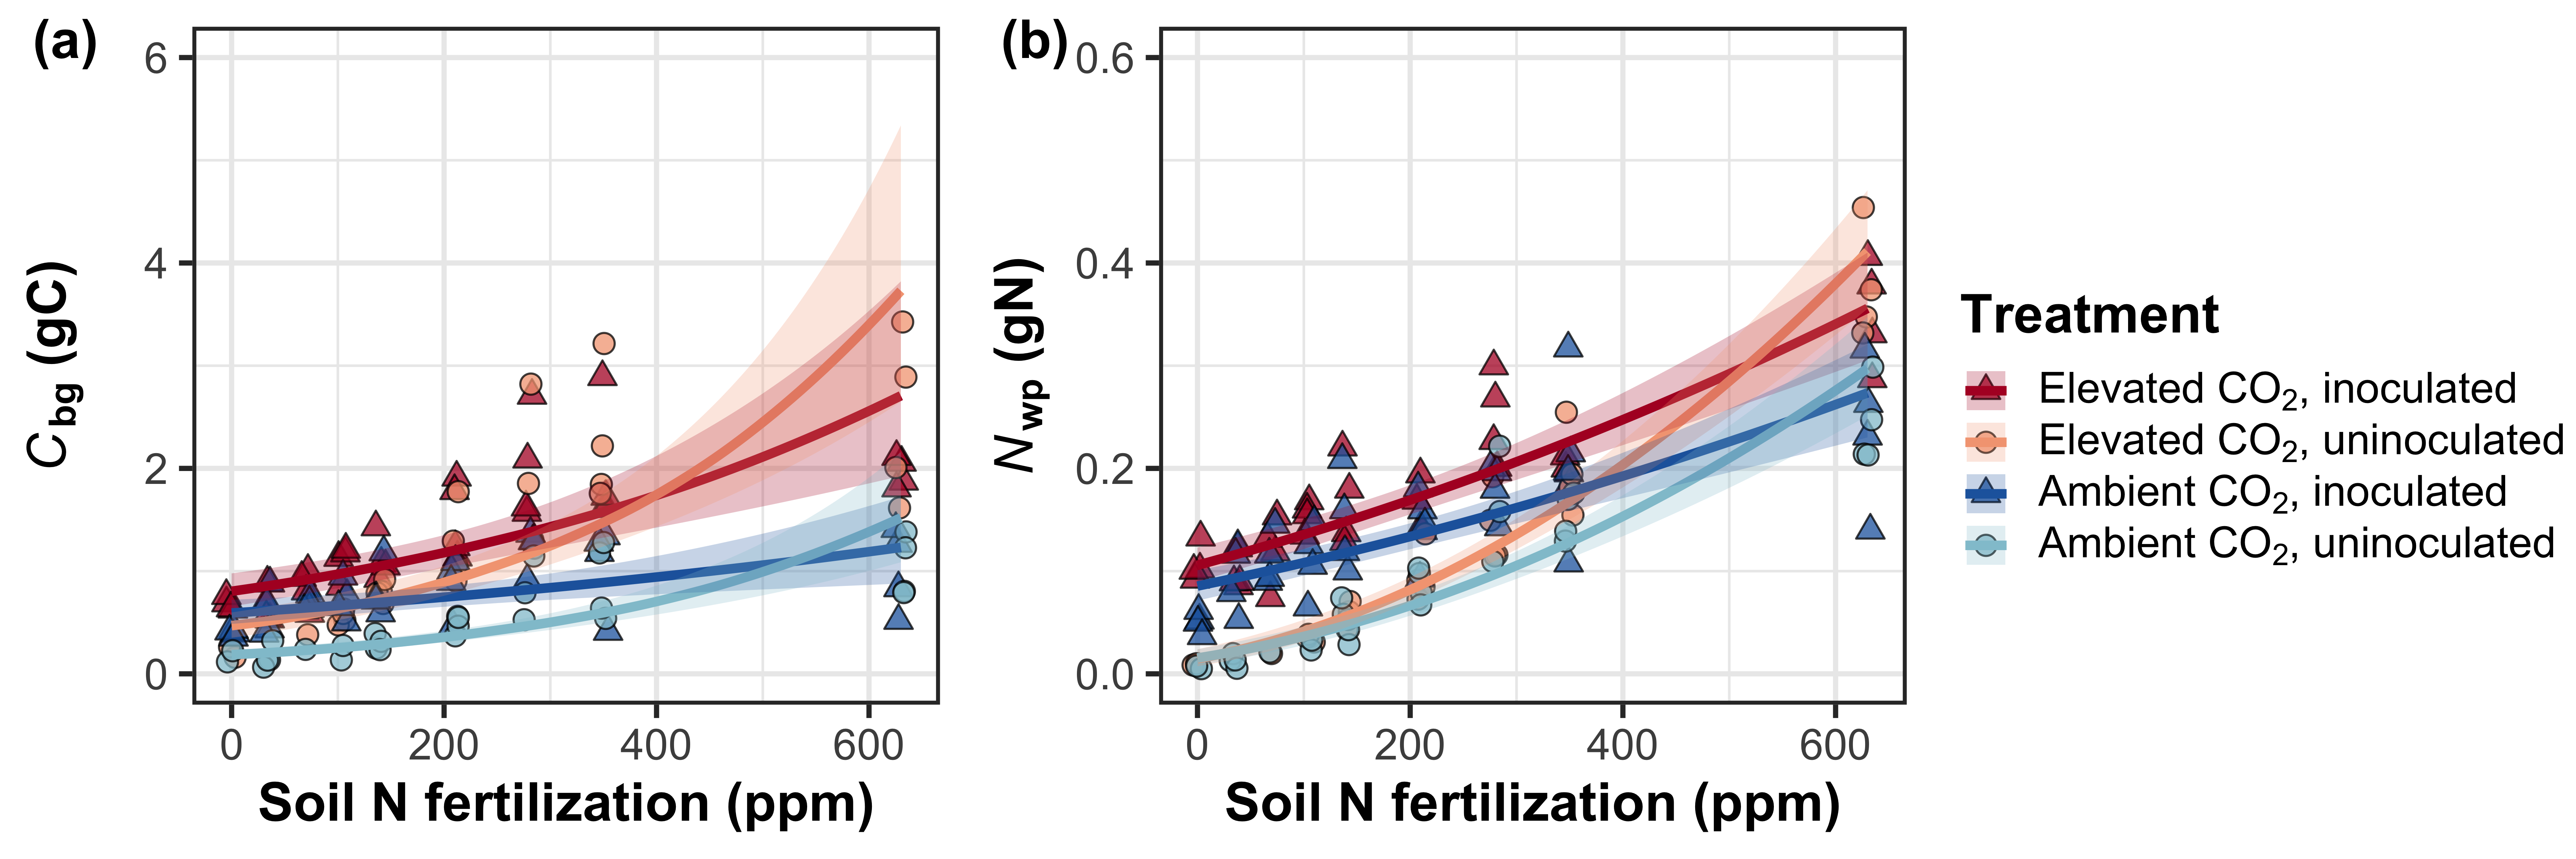 (a)
6
4
2
0
C bg (gC)
0 200 400 600
Soil N fertilization (ppm)
(b)
0.6
0.4
0.2
0.0
N wp (gN)
0 200 400 600
Soil N fertilization (ppm)
Treatment
Elevated CO₂, inoculated
Elevated CO₂, uninoculated
Ambient CO₂, inoculated
Ambient CO₂, uninoculated